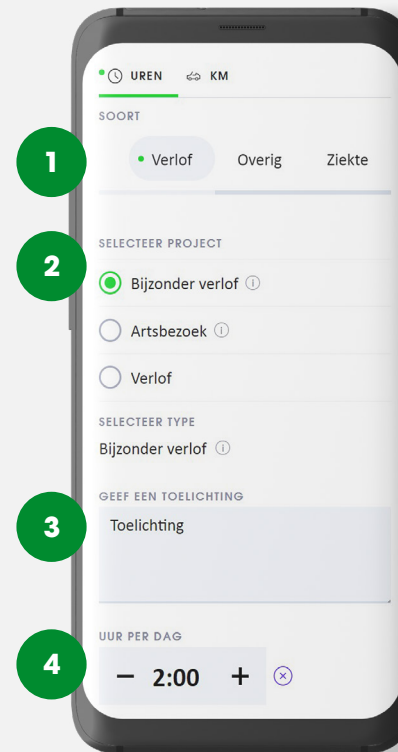 UREN KM
SOORT
1
Verlof Overig Ziekte
SELECTEER PROJECT
2
Bijzonder verlof
Artsbezoek
Verlof
SELECTEER TYPE
Bijzonder verlof
GEEF EEN TOELICHTING
3
Toelichting
UUR PER DAG
4
− 2:00 +